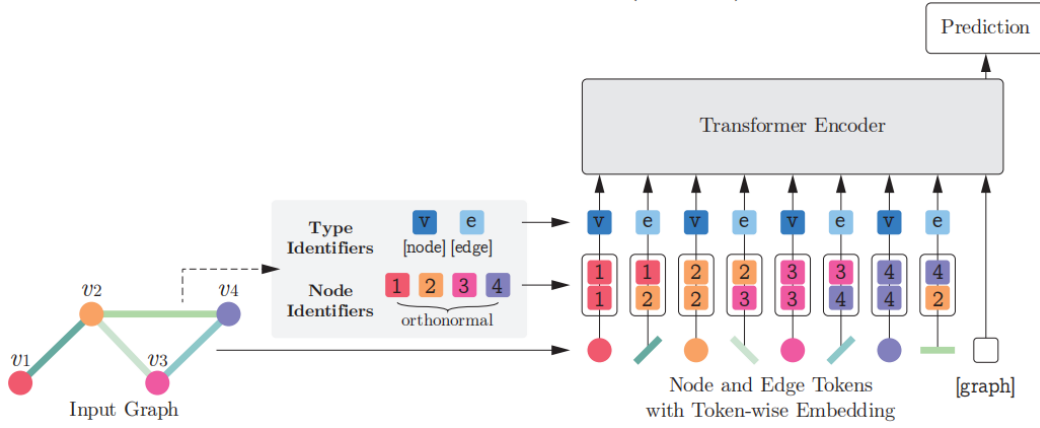 Prediction
Transformer Encoder
v e v e v e v e
Type
Identifiers
v e
[node] [edge]
1 1 2 2 3 3 4 4
1 2 2 3 3 4 4 2
Node
Identifiers
1 2 3 4
orthonormal
v2
v4
v1
v3
Input Graph
Node and Edge Tokens
with Token-wise Embedding
[graph]